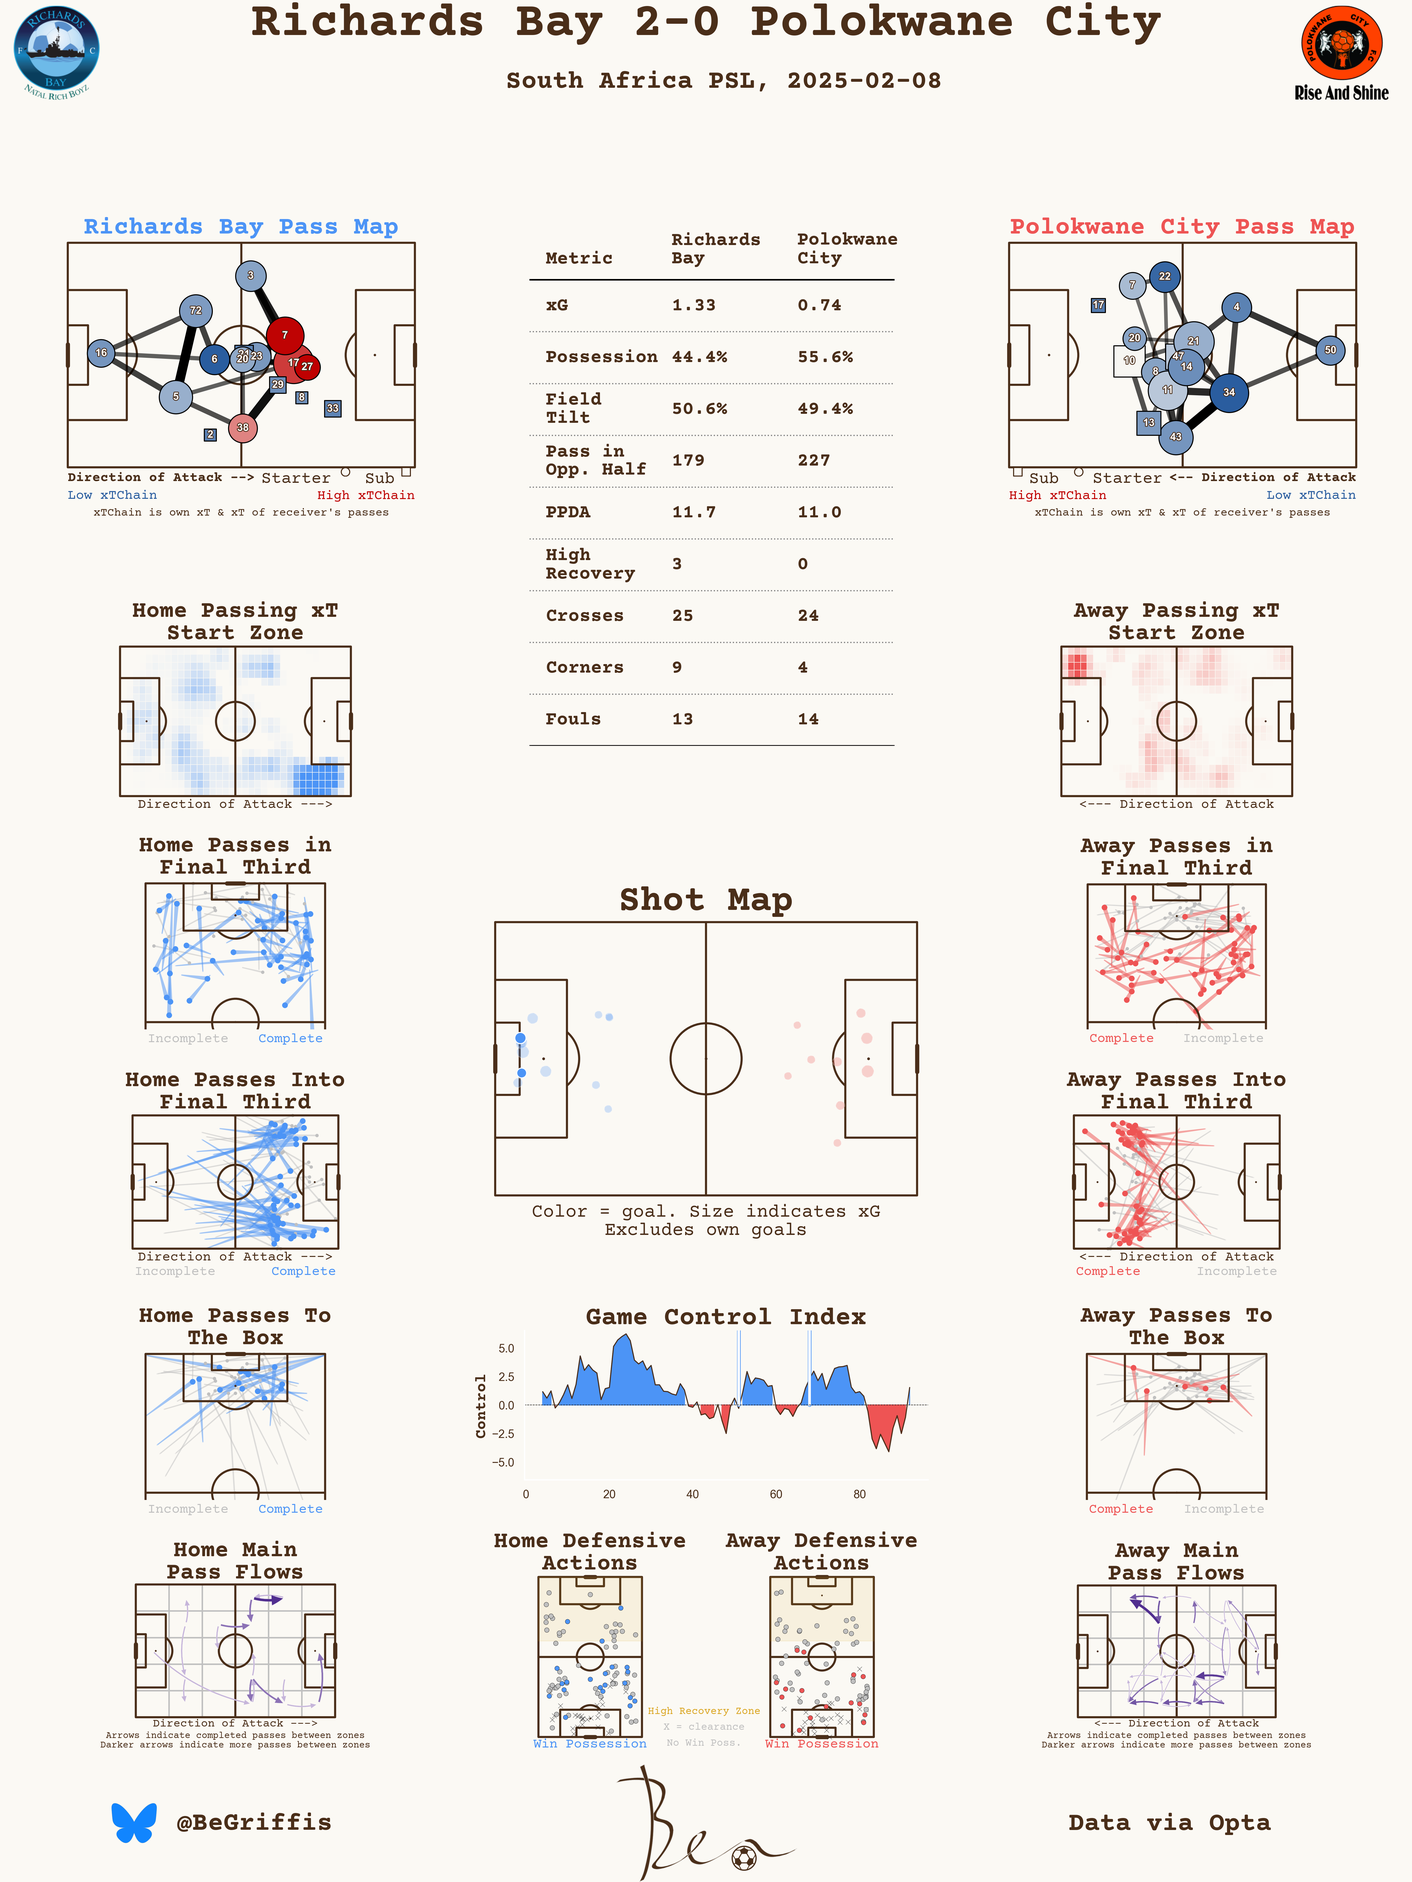 Richards Bay 2-0 Polokwane City
South Africa PSL, 2025-02-08
RICHARDS
F C
BAY
NATAL RICH BOYZ
POLOKWANE CITY F.C
Rise And Shine
Richards Bay Pass Map
3
72
7
16
6
20
23
17
27
29
5
8
33
38
2
Direction of Attack --> Starter Sub
Low xTChain High xTChain
xTChain is own xT & xT of receiver's passes
Metric Richards Bay Polokwane City
xG 1.33 0.74
Possession 44.4% 55.6%
Field Tilt 50.6% 49.4%
Pass in Opp. Half 179 227
PPDA 11.7 11.0
High Recovery 3 0
Crosses 25 24
Corners 9 4
Fouls 13 14
Polokwane City Pass Map
7
22
17
4
20
21
47
50
10
14
8
11
34
13
43
Sub Starter <-- Direction of Attack
High xTChain Low xTChain
xTChain is own xT & xT of receiver's passes
Home Passing xT
Start Zone
Direction of Attack --->
Away Passing xT
Start Zone
<--- Direction of Attack
Home Passes in
Final Third
Incomplete Complete
Away Passes in
Final Third
Complete Incomplete
Shot Map
Color = goal. Size indicates xG
Excludes own goals
Home Passes Into
Final Third
Direction of Attack --->
Incomplete Complete
Away Passes Into
Final Third
<--- Direction of Attack
Complete Incomplete
Home Passes To
The Box
Incomplete Complete
Game Control Index
Control
5.0
2.5
0.0
−2.5
−5.0
0 20 40 60 80
Away Passes To
The Box
Complete Incomplete
Home Main
Pass Flows
Direction of Attack --->
Arrows indicate completed passes between zones
Darker arrows indicate more passes between zones
Home Defensive
Actions
Win Possession
Away Defensive
Actions
Win Possession
High Recovery Zone
X = clearance
No Win Poss.
Away Main
Pass Flows
<--- Direction of Attack
Arrows indicate completed passes between zones
Darker arrows indicate more passes between zones
@BeGriffis
Ben
Data via Opta